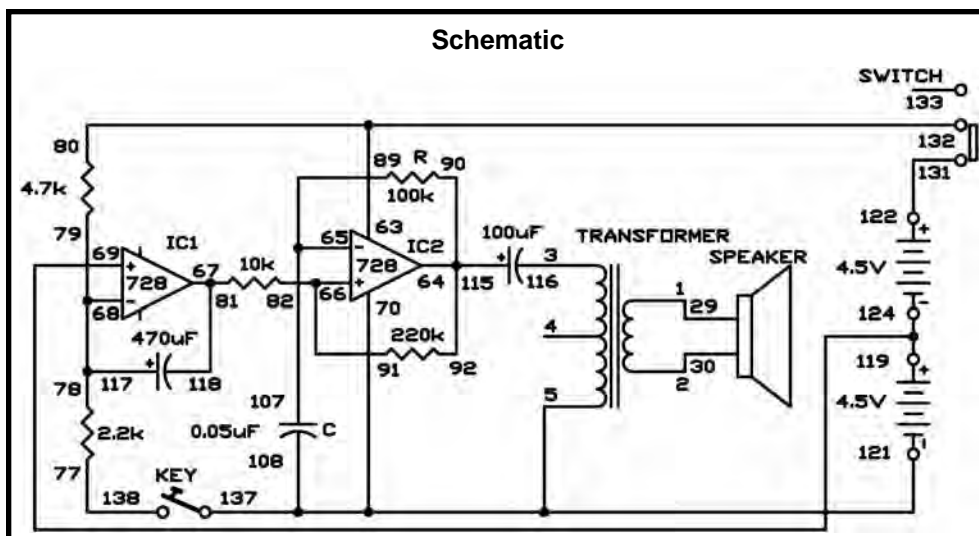 Schematic
SWITCH
133
80
89 R 90
132
4.7k
100k
131
63
122
+
79
IC1
65 -
IC2
100uF
TRANSFORMER
69 +
67
10k
728
+
3
SPEAKER
728
66 +
64
115
116
1
4.5V
68 -
81
82
70
29
-
470uF
220k
4
124
+
91
92
30
119
78
117
118
2
+
107
5
4.5V
2.2k
0.05uF C
121
-
77
108
KEY
138
137